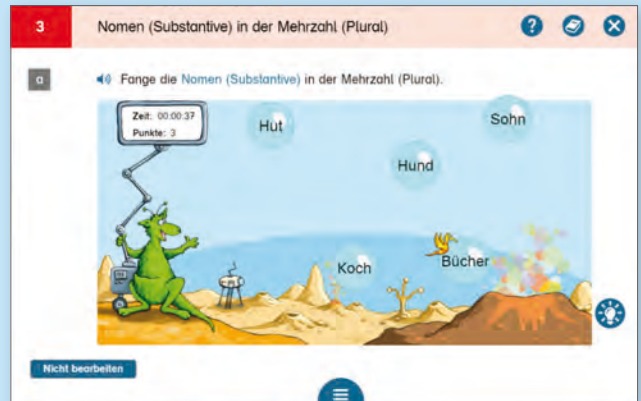 3
Nomen (Substantive) in der Mehrzahl (Plural)
?
a
Fange die Nomen (Substantive) in der Mehrzahl (Plural).
Zeit: 00:00:37
Punkte: 3
Hut
Sohn
Hund
Koch
Bücher
Nicht bearbeiten